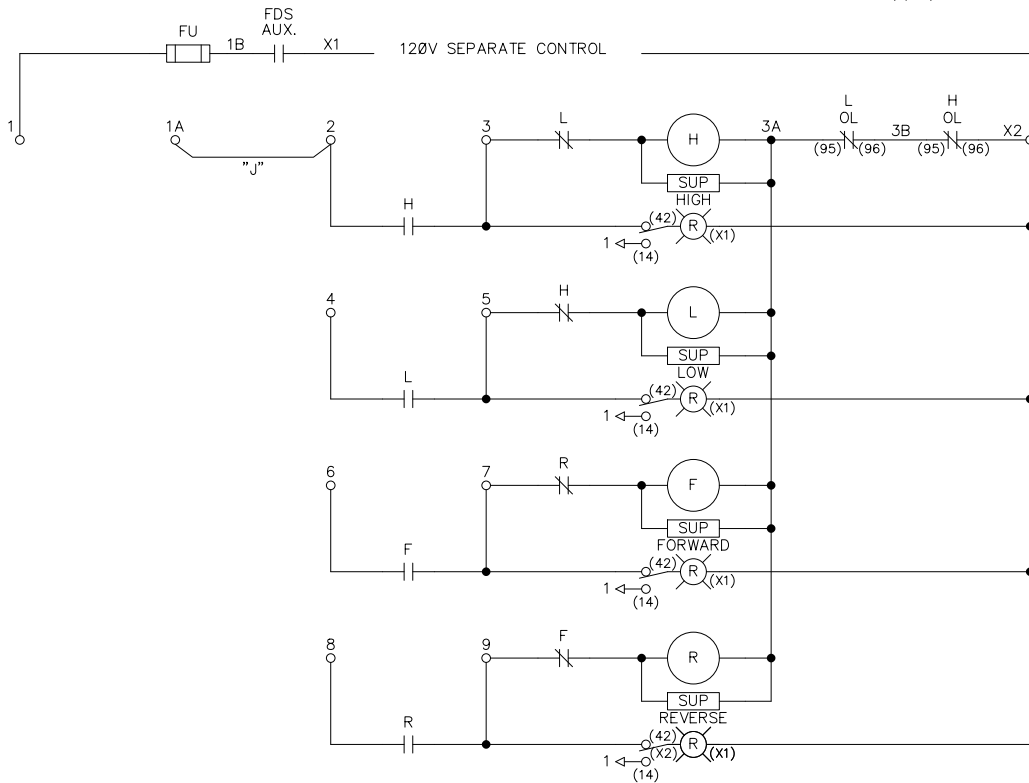 FDS
FU AUX.
1B X1 12ØV SEPARATE CONTROL
L H
1 1A 2 3 L H 3A OL 3B OL X2
(95) (96) (95) (96)
"J"
SUP
HIGH
H (42) R (X1)
1 (14)
4 5 H L
SUP
LOW
L (42) R (X1)
1 (14)
6 7 R F
SUP
FORWARD
F (42) R (X1)
1 (14)
8 9 F R
SUP
REVERSE
R (42) R (X1)
(X2)
1 (14)